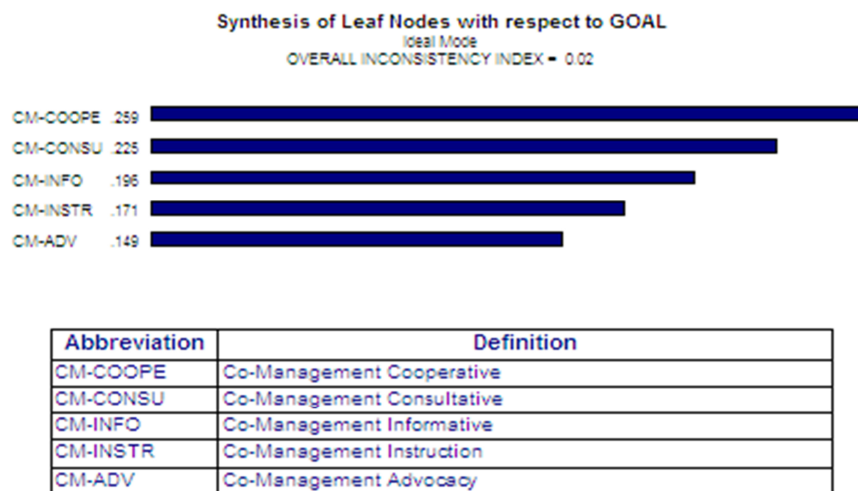 Synthesis of Leaf Nodes with respect to GOAL
Ideal Mode
OVERALL INCONSISTENCY INDEX = 0.02
CM-COOPE .259
CM-CONSU .225
CM-INFO .196
CM-INSTR .171
CM-ADV .149
Abbreviation Definition
CM-COOPE Co-Management Cooperative
CM-CONSU Co-Management Consultative
CM-INFO Co-Management Informative
CM-INSTR Co-Management Instruction
CM-ADV Co-Management Advocacy